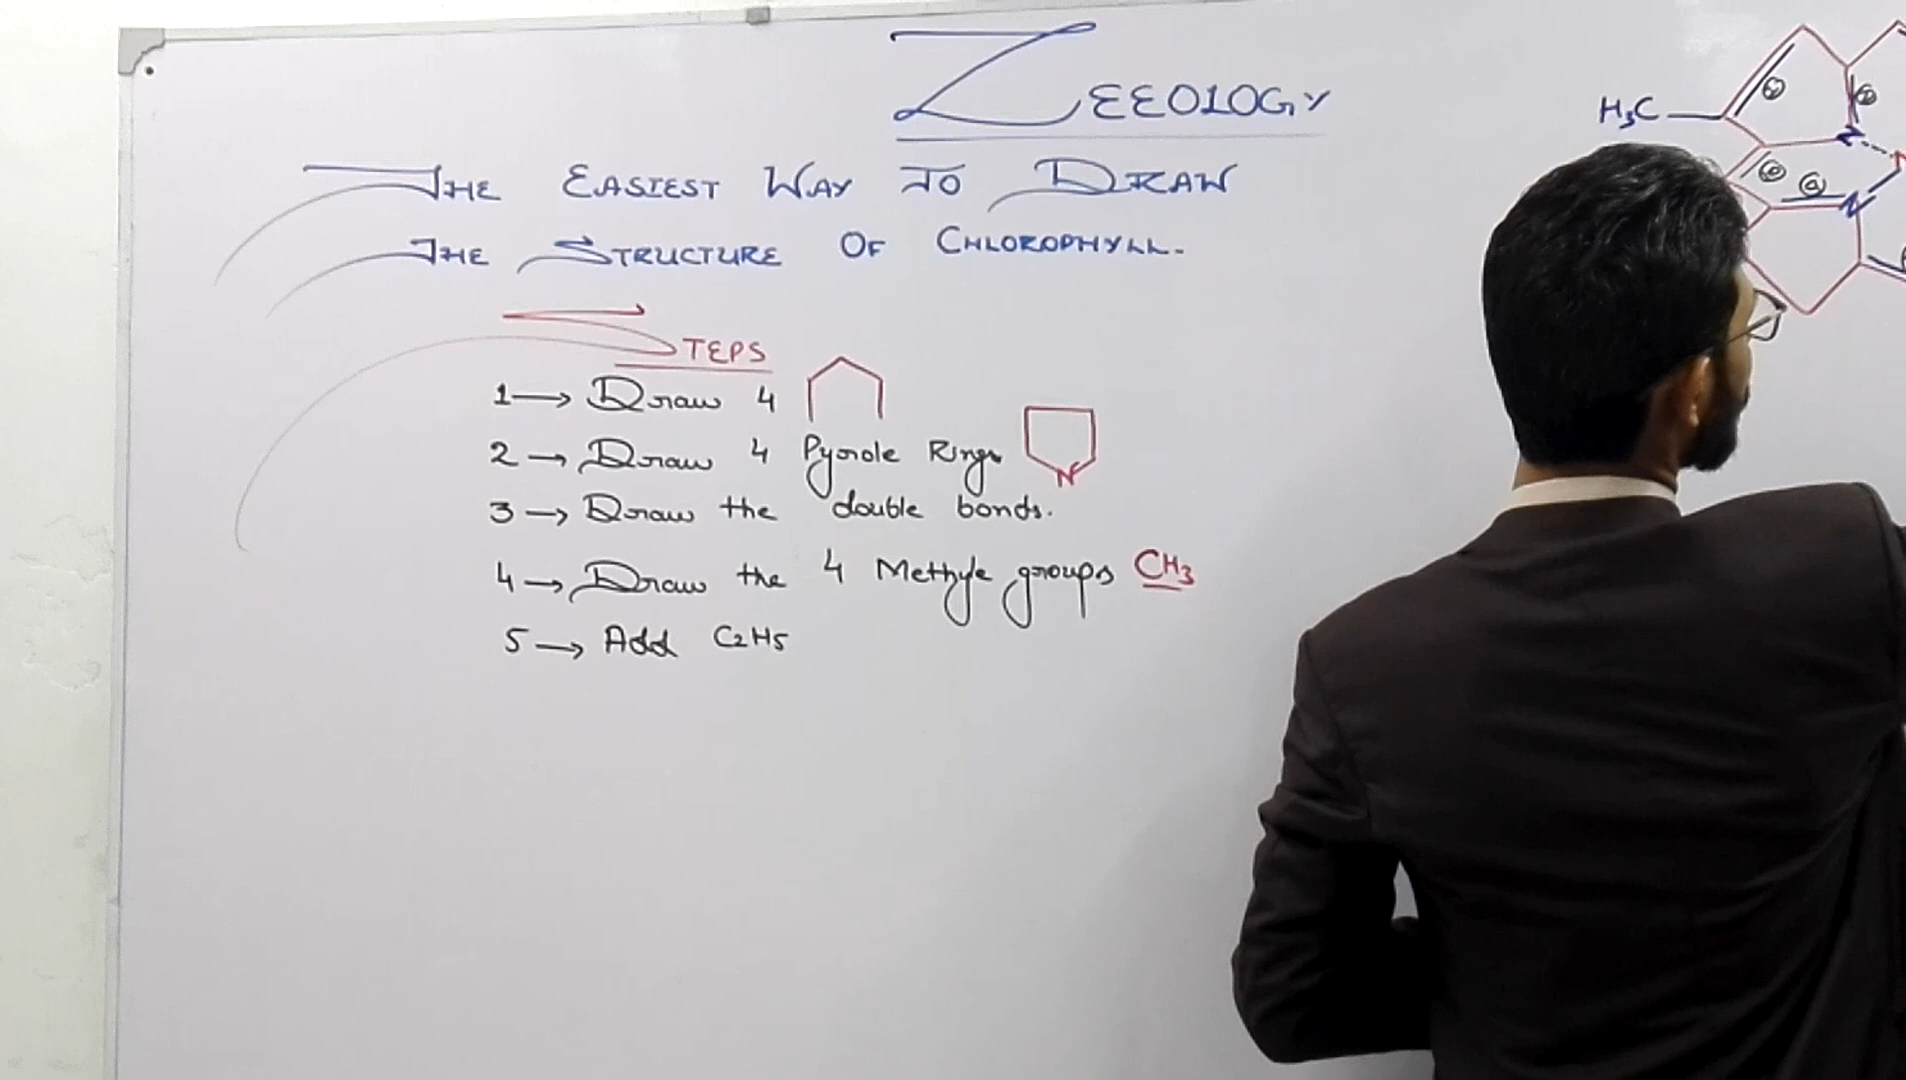 ZEEOLOGY
THE EASIEST WAY TO DRAW
THE STRUCTURE OF CHLOROPHYLL.
STEPS
1 → Draw 4
2 → Draw 4 Pyrole Rings N
3 → Draw the double bonds.
4 → Draw the 4 Methyle groups CH3
5 → Add C2H5
H3C
N
N